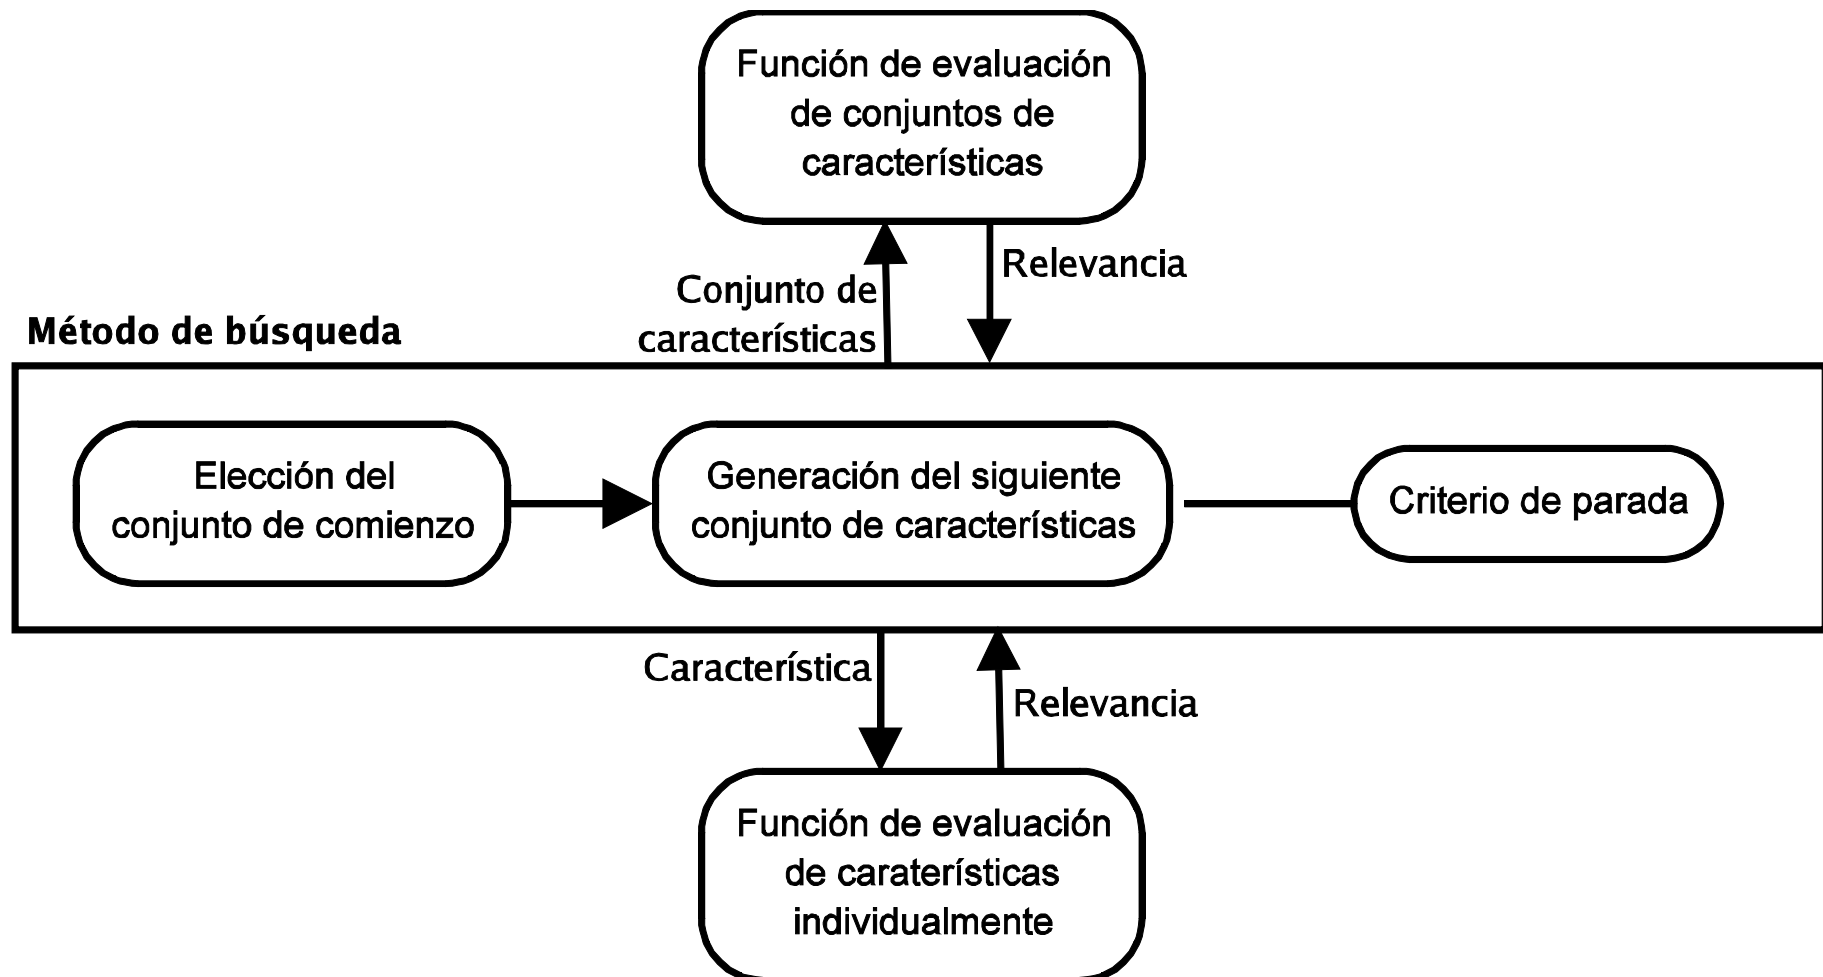 Función de evaluación
de conjuntos de
características
Relevancia
Conjunto de
características
Método de búsqueda
Elección del
conjunto de comienzo
Generación del siguiente
conjunto de características
Criterio de parada
Característica
Relevancia
Función de evaluación
de caraterísticas
individualmente